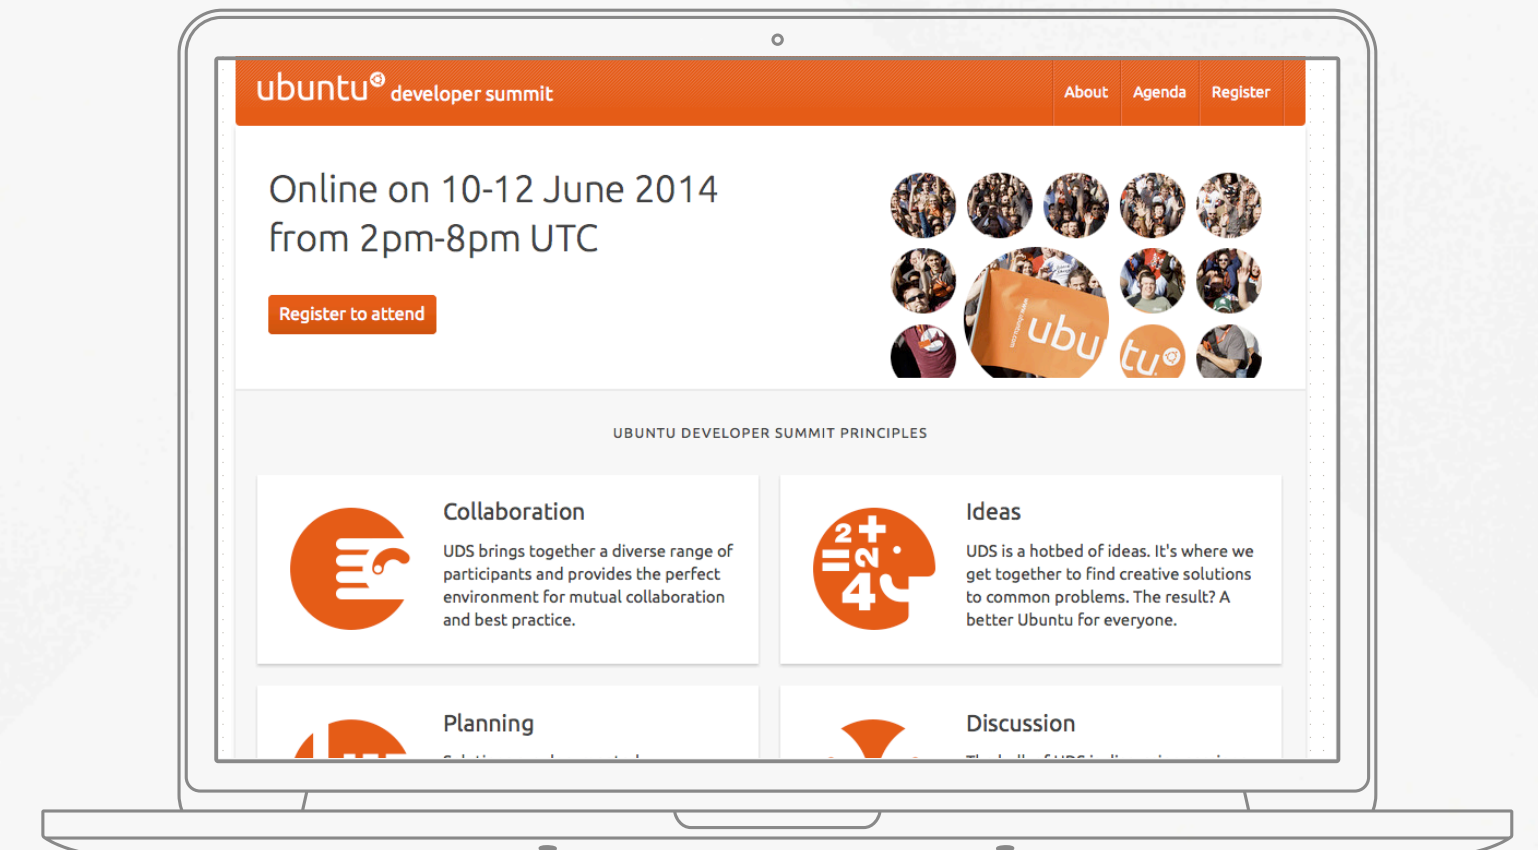 ubuntu developer summit
About Agenda Register
Online on 10-12 June 2014
from 2pm-8pm UTC
Register to attend
ubu
tu
UBUNTU DEVELOPER SUMMIT PRINCIPLES
Collaboration
UDS brings together a diverse range of
participants and provides the perfect
environment for mutual collaboration
and best practice.
Ideas
UDS is a hotbed of ideas. It's where we
get together to find creative solutions
to common problems. The result? A
better Ubuntu for everyone.
2+
=2
4
Planning
Discussion